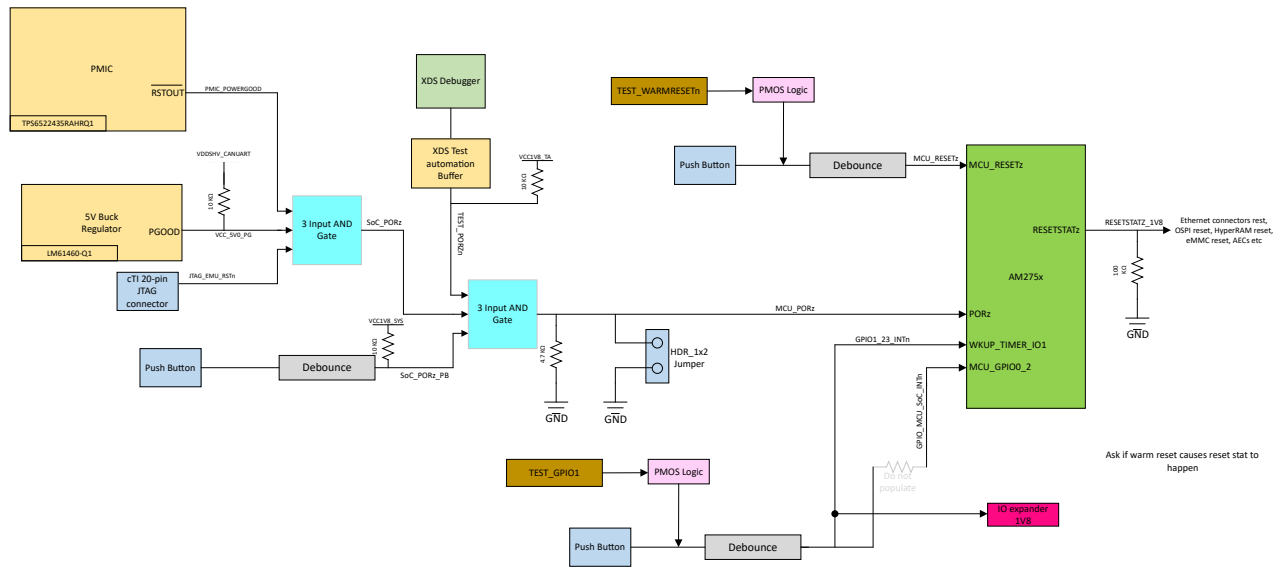 PMIC
RSTOUT
TPS6522435RAHRQ1
PMIC_POWERGOOD
XDS Debugger
TEST_WARMRESETn
PMOS Logic
VDDSHV_CANUART
10 KΩ
XDS Test
automation
Buffer
VCC1V8_TA
10 KΩ
Push Button
Debounce
MCU_RESETz
MCU_RESETz
5V Buck
Regulator
PGOOD
LM61460-Q1
VCC_5V0_PG
3 Input AND
Gate
SoC_PORz
TEST_PORZn
RESETSTATz
RESETSTATZ_1V8
Ethernet connectors rest,
OSPI reset, HyperRAM reset,
eMMC reset, AECs etc
cTI 20-pin
JTAG
connector
JTAG_EMU_RSTn
100
KΩ
AM275x
GND
3 Input AND
Gate
MCU_PORz
PORz
VCC1V8_SYS
10 KΩ
4.7 KΩ
HDR_1x2
Jumper
GPIO1_23_INTn
WKUP_TIMER_IO1
MCU_GPIO0_2
Push Button
Debounce
SoC_PORz_PB
GND
GND
GPIO_MCU_SoC_INTn
TEST_GPIO1
PMOS Logic
Do not
populate
Ask if warm reset causes reset stat to
happen
IO expander
1V8
Push Button
Debounce